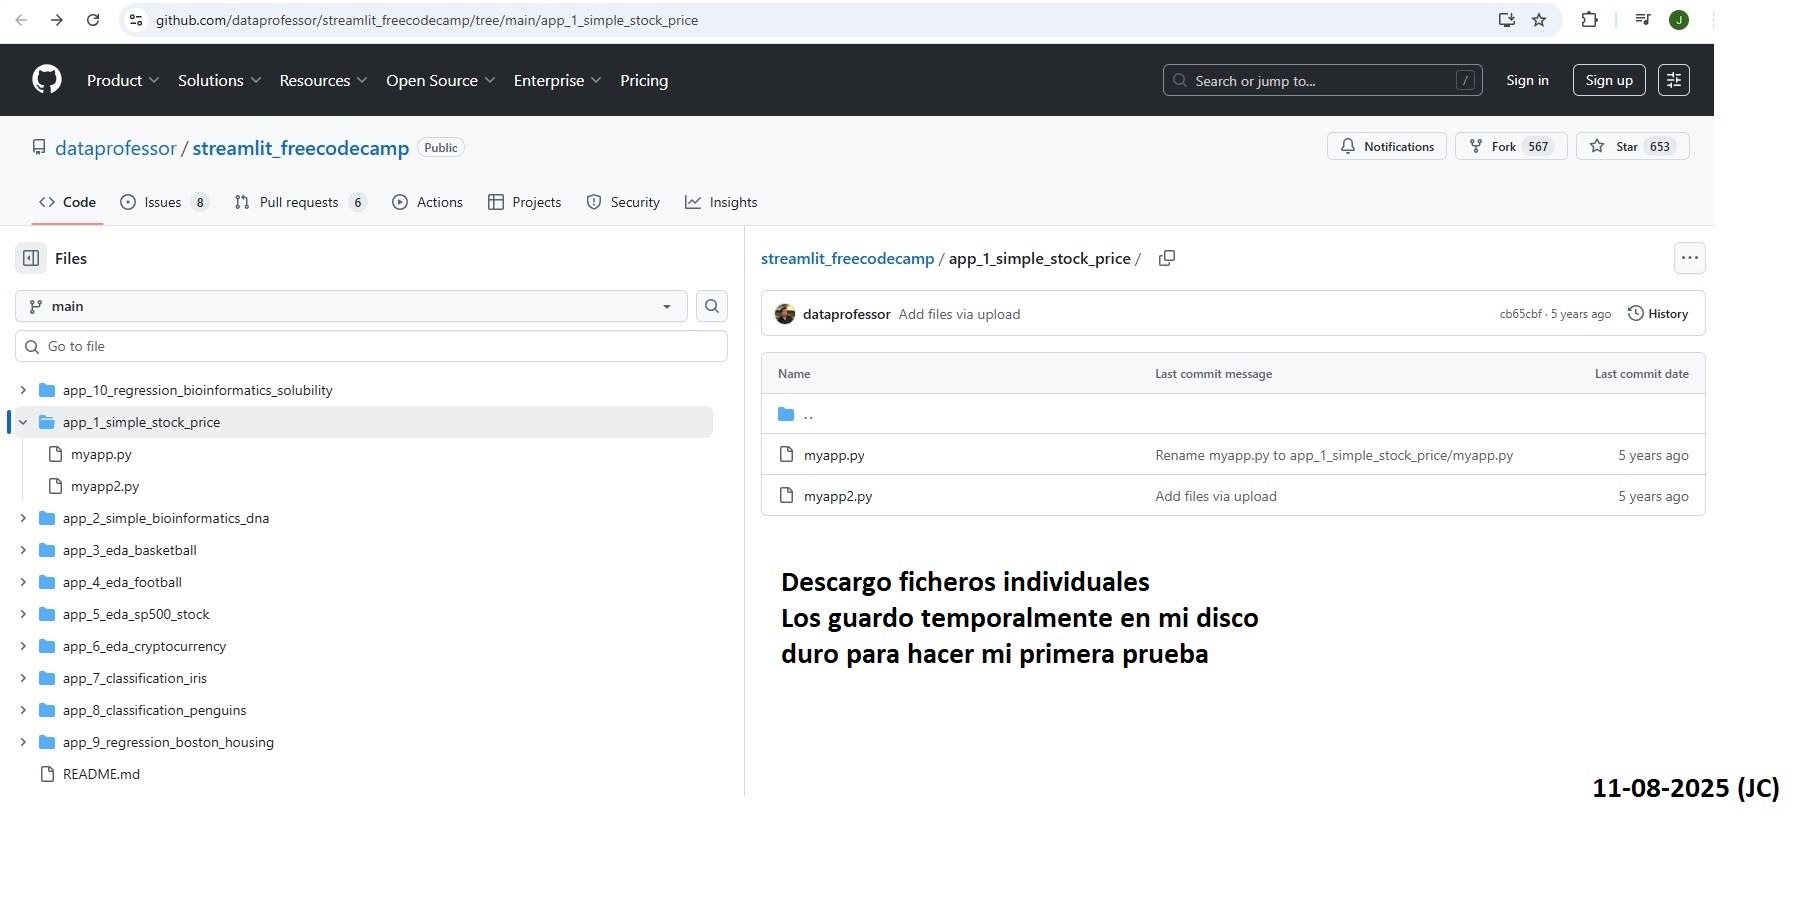 github.com/dataprofessor/streamlit_freecodecamp/tree/main/app_1_simple_stock_price
J
Product Solutions Resources Open Source Enterprise Pricing
Search or jump to... /
Sign in
Sign up
dataprofessor / streamlit_freecodecamp Public
Notifications
Fork 567
Star 653
Code
Issues 8
Pull requests 6
Actions
Projects
Security
Insights
Files
main
Go to file
app_10_regression_bioinformatics_solubility
app_1_simple_stock_price
myapp.py
myapp2.py
app_2_simple_bioinformatics_dna
app_3_eda_basketball
app_4_eda_football
app_5_eda_sp500_stock
app_6_eda_cryptocurrency
app_7_classification_iris
app_8_classification_penguins
app_9_regression_boston_housing
README.md
streamlit_freecodecamp / app_1_simple_stock_price /
dataprofessor Add files via upload
cb65cbf · 5 years ago
History
Name Last commit message Last commit date
..
myapp.py Rename myapp.py to app_1_simple_stock_price/myapp.py 5 years ago
myapp2.py Add files via upload 5 years ago
Descargo ficheros individuales
Los guardo temporalmente en mi disco
duro para hacer mi primera prueba
11-08-2025 (JC)